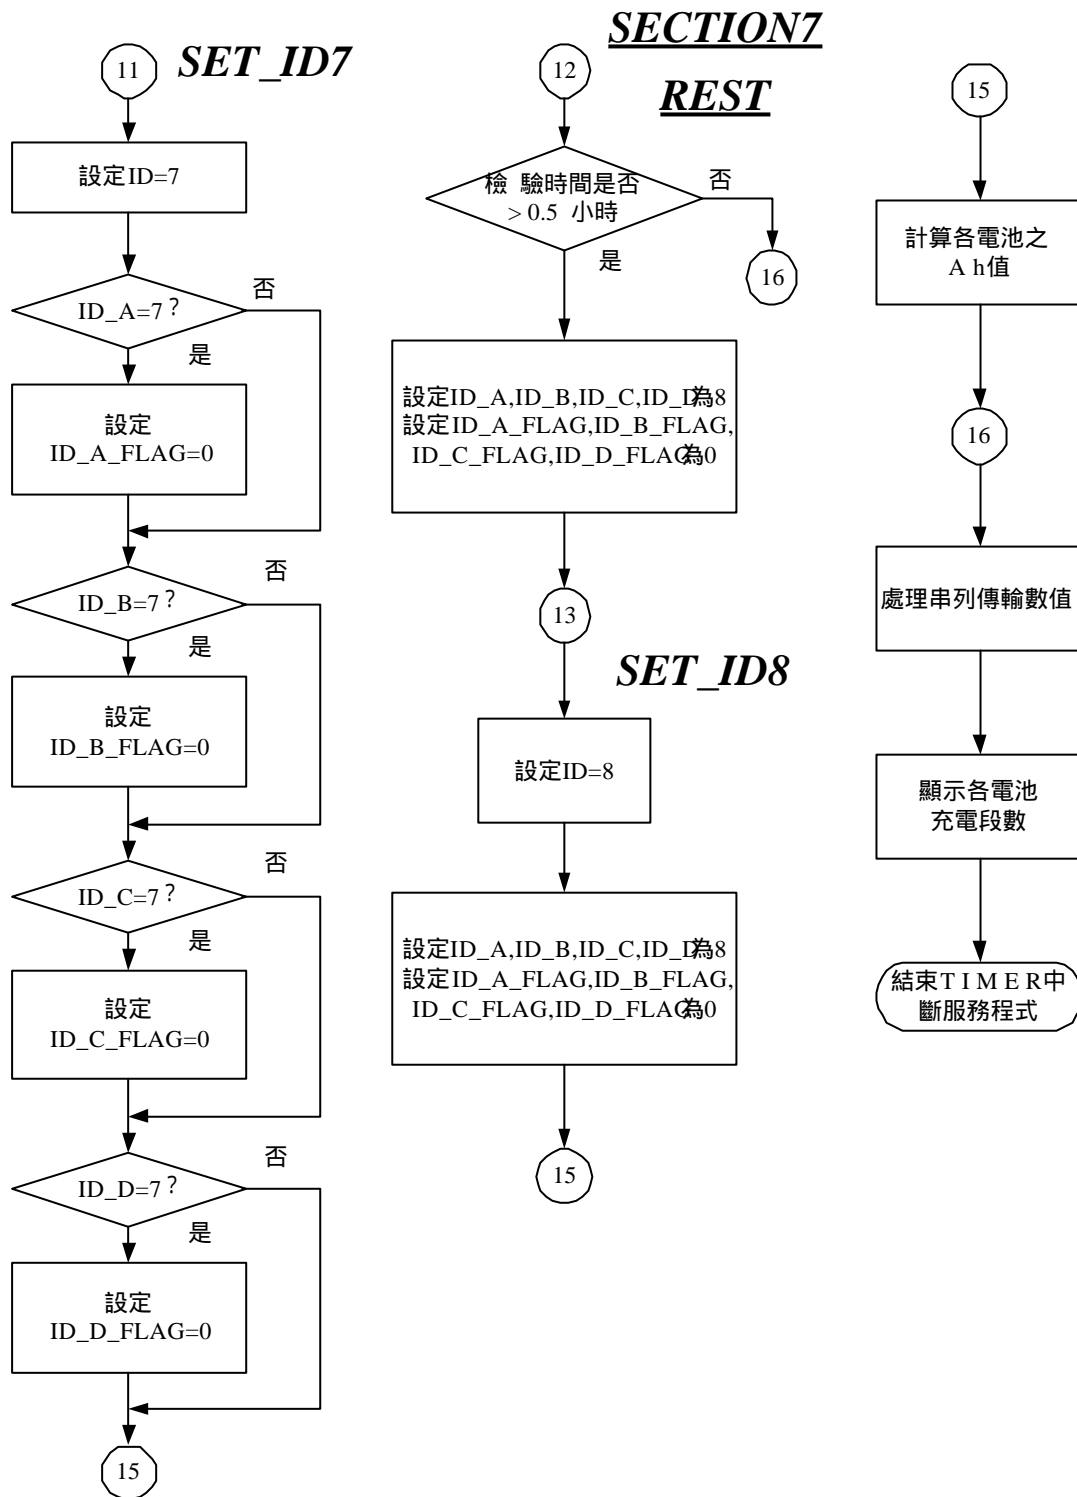 11
SET_ID7
設定ID=7
ID_A=7？
否
是
設定
ID_A_FLAG=0
ID_B=7？
否
是
設定
ID_B_FLAG=0
ID_C=7？
否
是
設定
ID_C_FLAG=0
ID_D=7？
否
是
設定
ID_D_FLAG=0
15
SECTION7
12
REST
檢 驗時間是否
> 0.5 小時
否
是
16
設定ID_A,ID_B,ID_C,ID_D為8
設定ID_A_FLAG,ID_B_FLAG,
ID_C_FLAG,ID_D_FLAG為0
13
SET_ID8
設定ID=8
設定ID_A,ID_B,ID_C,ID_D為8
設定ID_A_FLAG,ID_B_FLAG,
ID_C_FLAG,ID_D_FLAG為0
15
15
計算各電池之
A h值
16
處理串列傳輸數值
顯示各電池
充電段數
結束T I M E R中
斷服務程式